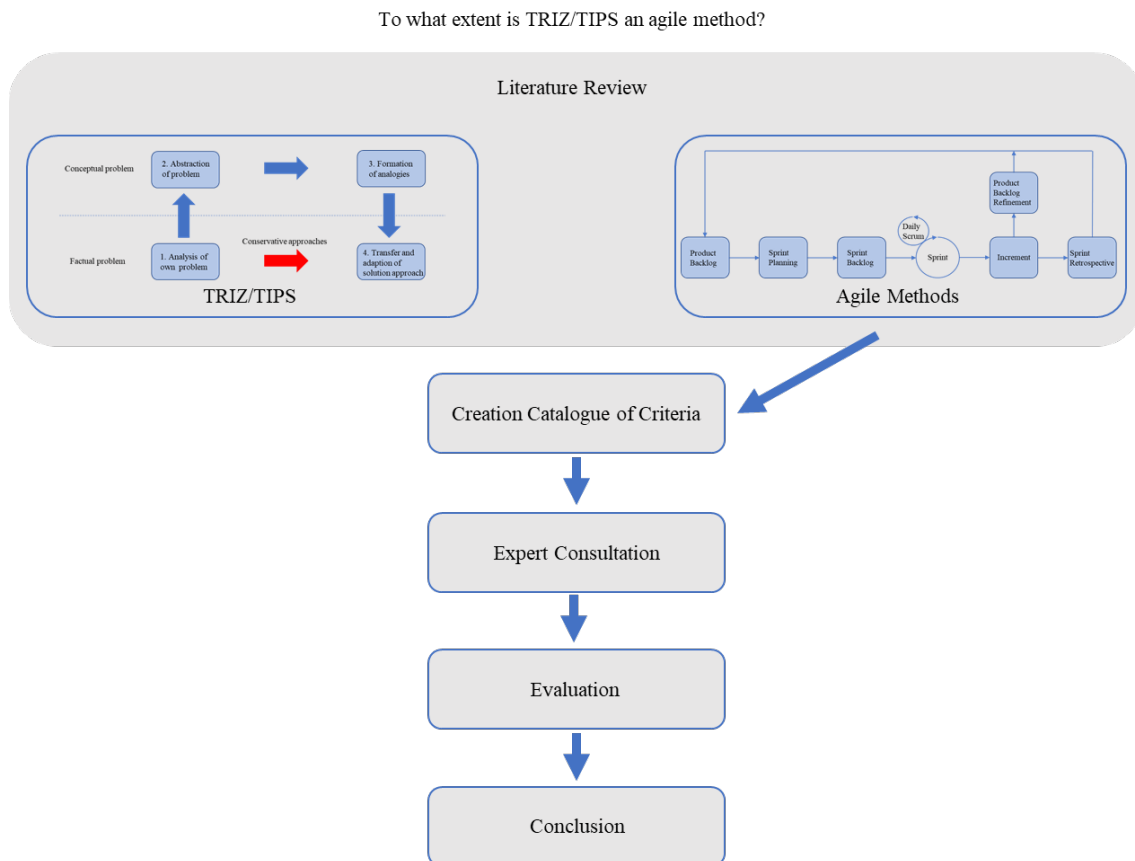 To what extent is TRIZ/TIPS an agile method?
Literature Review
Conceptual problem
2. Abstraction
of problem
3. Formation
of analogies
Factual problem
1. Analysis of
own problem
Conservative approaches
4. Transfer and
adaption of
solution approach
TRIZ/TIPS
Product
Backlog
Refinement
Daily
Scrum
Product
Backlog
Sprint
Planning
Sprint
Backlog
Sprint
Increment
Sprint
Retrospective
Agile Methods
Creation Catalogue of Criteria
Expert Consultation
Evaluation
Conclusion